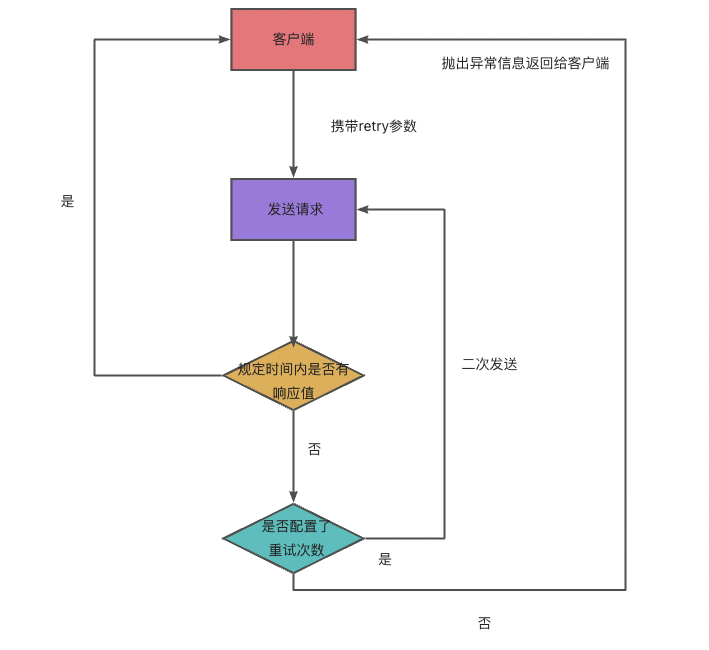 客户端
抛出异常信息返回给客户端
携带retry参数
是
发送请求
规定时间内是否有
响应值
二次发送
否
是否配置了
重试次数
是
否